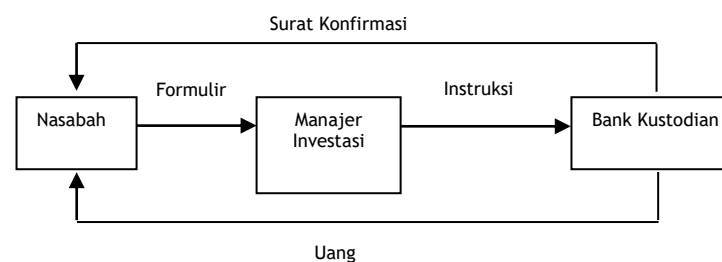 Surat Konfirmasi
Formulir
Instruksi
Nasabah
Manajer
Investasi
Bank Kustodian
Uang